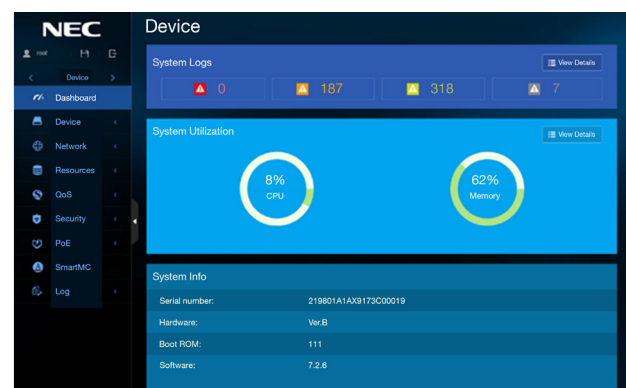 NEC
root
Device
Dashboard
Device
Network
Resources
QoS
Security
PoE
SmartMC
Log
Device
System Logs
View Details
0
187
318
7
System Utilization
View Details
8%
CPU
62%
Memory
System Info
Serial number: 219801A1AX9173C00019
Hardware: Ver.B
Boot ROM: 111
Software: 7.2.6